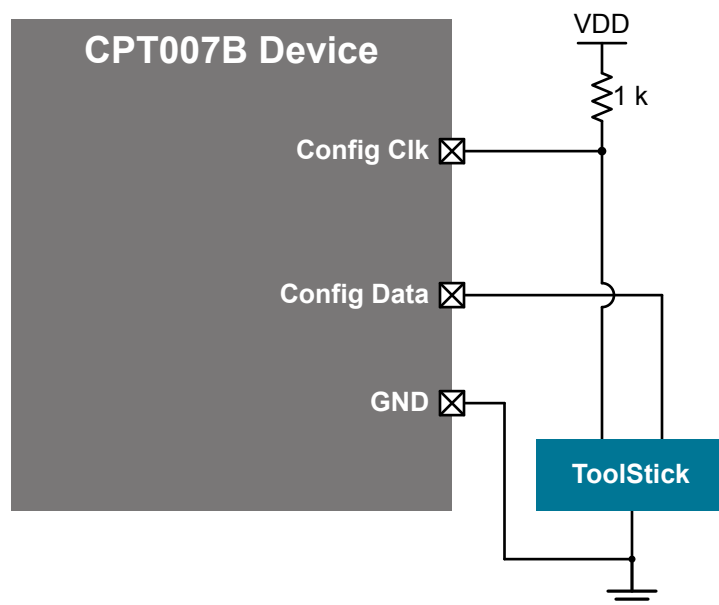 CPT007B Device
VDD
1 k
Config Clk
Config Data
GND
ToolStick